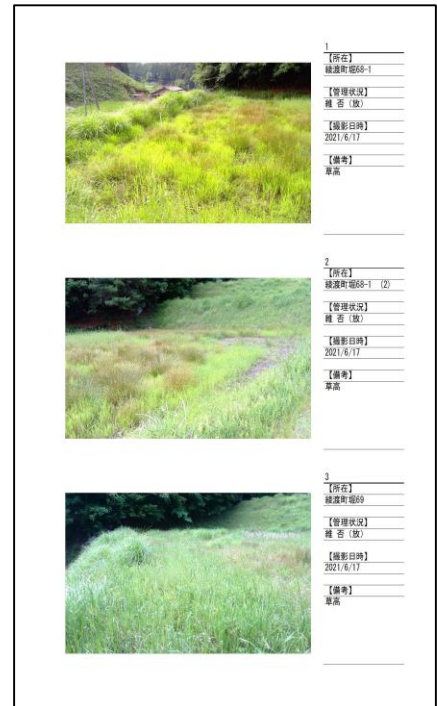 1
【所在】
綾渡町堀68-1
【管理状況】
雑 否（放）
【撮影日時】
2021/6/17
【備考】
草高
2
【所在】
綾渡町堀68-1 （2）
【管理状況】
雑 否（放）
【撮影日時】
2021/6/17
【備考】
草高
3
【所在】
綾渡町堀69
【管理状況】
雑 否（放）
【撮影日時】
2021/6/17
【備考】
草高